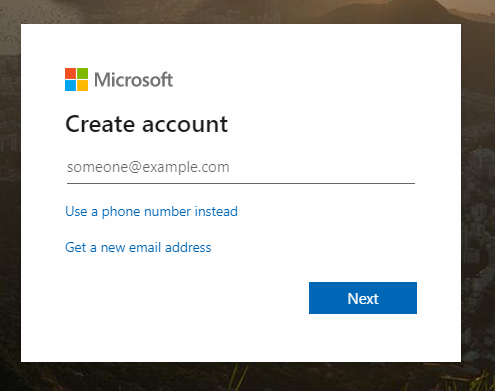 Microsoft
Create account
someone@example.com
Use a phone number instead
Get a new email address
Next